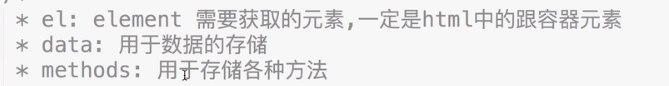 * el: element 需要获取的元素,一定是html中的跟容器元素
* data: 用于数据的存储
* methods: 用于存储各种方法